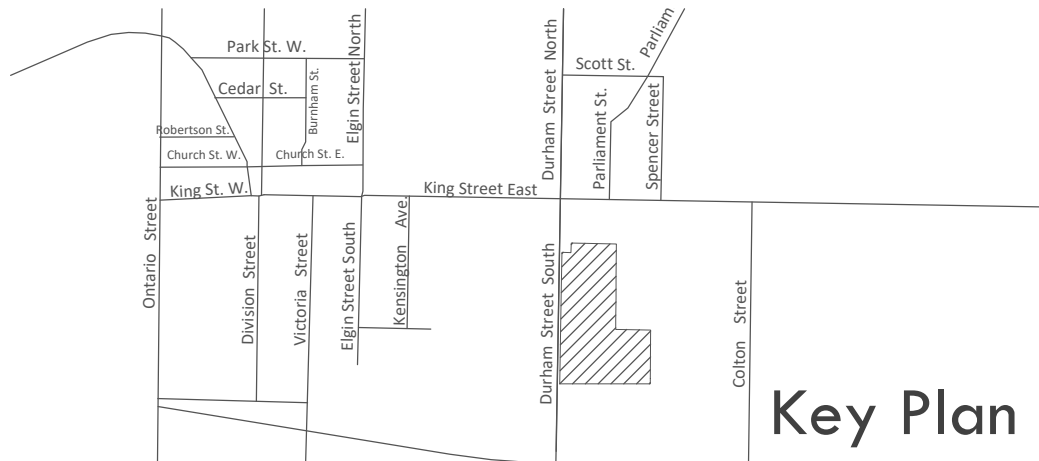 Park St. W.
Cedar St.
Robertson St.
Church St. W.
Church St. E.
King St. W.
Burnham St.
Elgin Street North
King Street East
Durham Street North
Scott St.
Parliam
Parliament St.
Spencer Street
Ontario Street
Division Street
Victoria Street
Elgin Street South
Kensington Ave.
Durham Street South
Colton Street
Key Plan